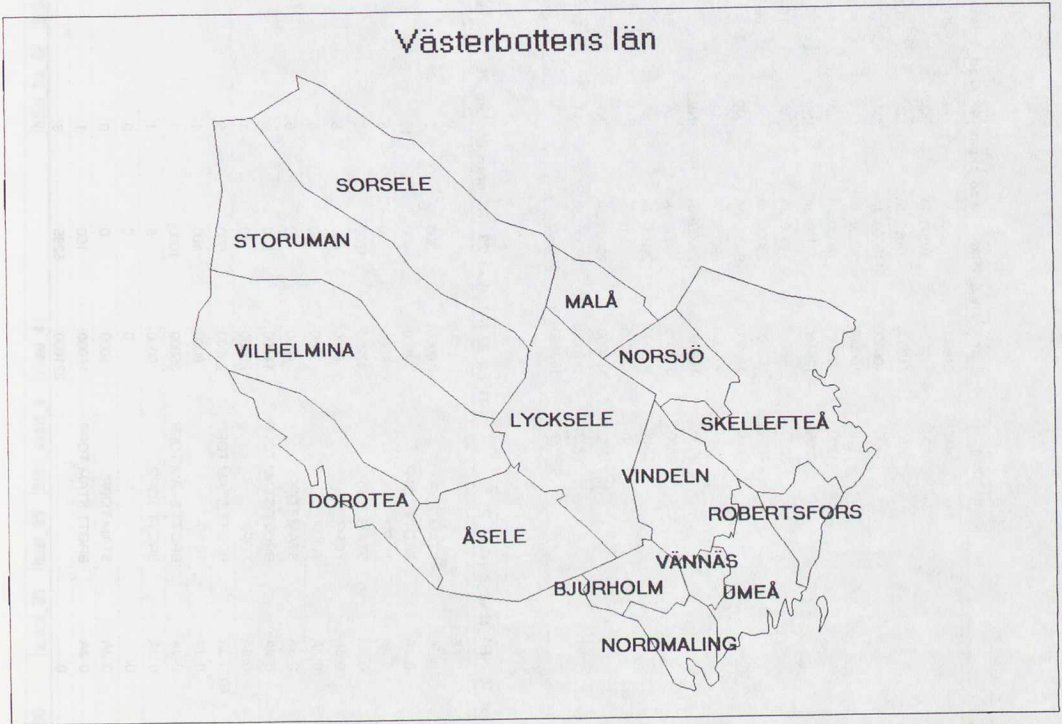 Västerbottens län
SORSELE
STORUMAN
MALÅ
VILHELMINA
NORSJÖ
LYCKSELE
SKELLEFTEÅ
VINDELN
DOROTEA
ROBERTSFORS
ÅSELE
VÄNNÄS
BJURHOLM
UMEÅ
NORDMALING